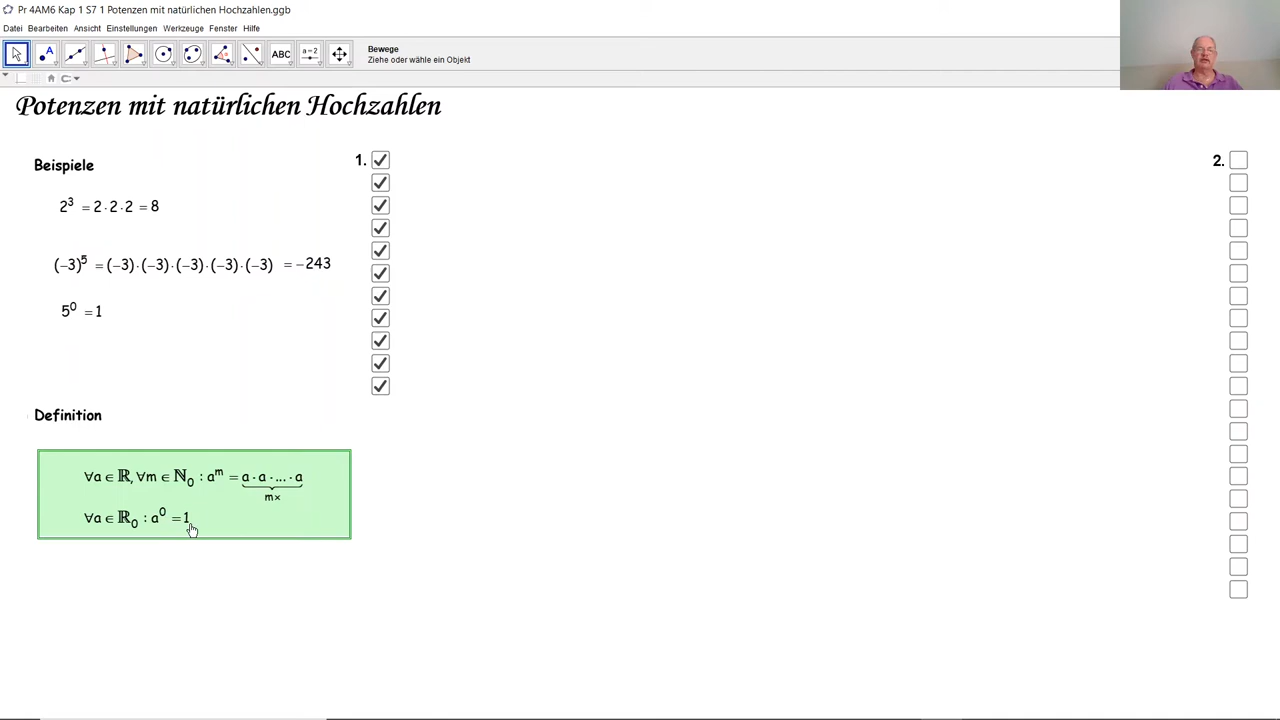 Pr 4AM6 Kap 1 S7 1 Potenzen mit natürlichen Hochzahlen.ggb
Datei Bearbeiten Ansicht Einstellungen Werkzeuge Fenster Hilfe
A
ABC
a=2
Bewege
Ziehe oder wähle ein Objekt
Potenzen mit natürlichen Hochzahlen
Beispiele
2³ = 2 · 2 · 2 = 8
(−3)⁵ = (−3) · (−3) · (−3) · (−3) · (−3) = −243
5⁰ = 1
1.
2.
Definition
∀a ∈ ℝ, ∀m ∈ ℕ₀ : aᵐ = a · a · ... · a
m×
∀a ∈ ℝ₀ : a⁰ = 1